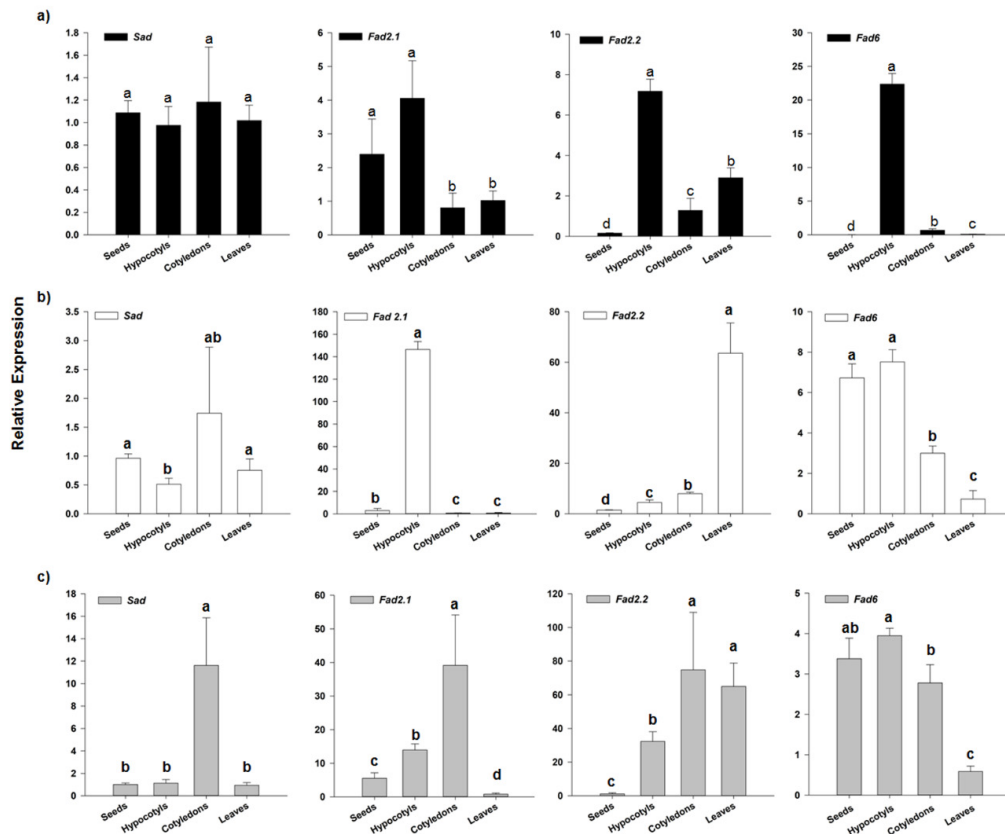 a)
Sad
1.8
1.6
1.4
1.2
1.0
0.8
0.6
0.4
0.2
0.0
a
a
a
a
Seeds
Hypocotyls
Cotyledons
Leaves
Fad2.1
6
5
4
3
2
1
0
a
a
b
b
Seeds
Hypocotyls
Cotyledons
Leaves
Fad2.2
10
8
6
4
2
0
d
a
c
b
Seeds
Hypocotyls
Cotyledons
Leaves
Fad6
30
25
20
15
10
5
0
d
a
b
c
Seeds
Hypocotyls
Cotyledons
Leaves
Relative Expression
b)
Sad
3.5
3.0
2.5
2.0
1.5
1.0
0.5
0.0
a
b
ab
a
Seeds
Hypocotyls
Cotyledons
Leaves
Fad 2.1
180
160
140
120
100
80
60
40
20
0
b
a
c
c
Seeds
Hypocotyls
Cotyledons
Leaves
Fad2.2
80
60
40
20
0
d
c
b
a
Seeds
Hypocotyls
Cotyledons
Leaves
Fad6
10
8
6
4
2
0
a
a
b
c
Seeds
Hypocotyls
Cotyledons
Leaves
c)
Sad
18
16
14
12
10
8
6
4
2
0
b
b
a
b
Seeds
Hypocotyls
Cotyledons
Leaves
Fad2.1
60
50
40
30
20
10
0
c
b
a
d
Seeds
Hypocotyls
Cotyledons
Leaves
Fad2.2
120
100
80
60
40
20
0
c
b
a
a
Seeds
Hypocotyls
Cotyledons
Leaves
Fad6
5
4
3
2
1
0
ab
a
b
c
Seeds
Hypocotyls
Cotyledons
Leaves